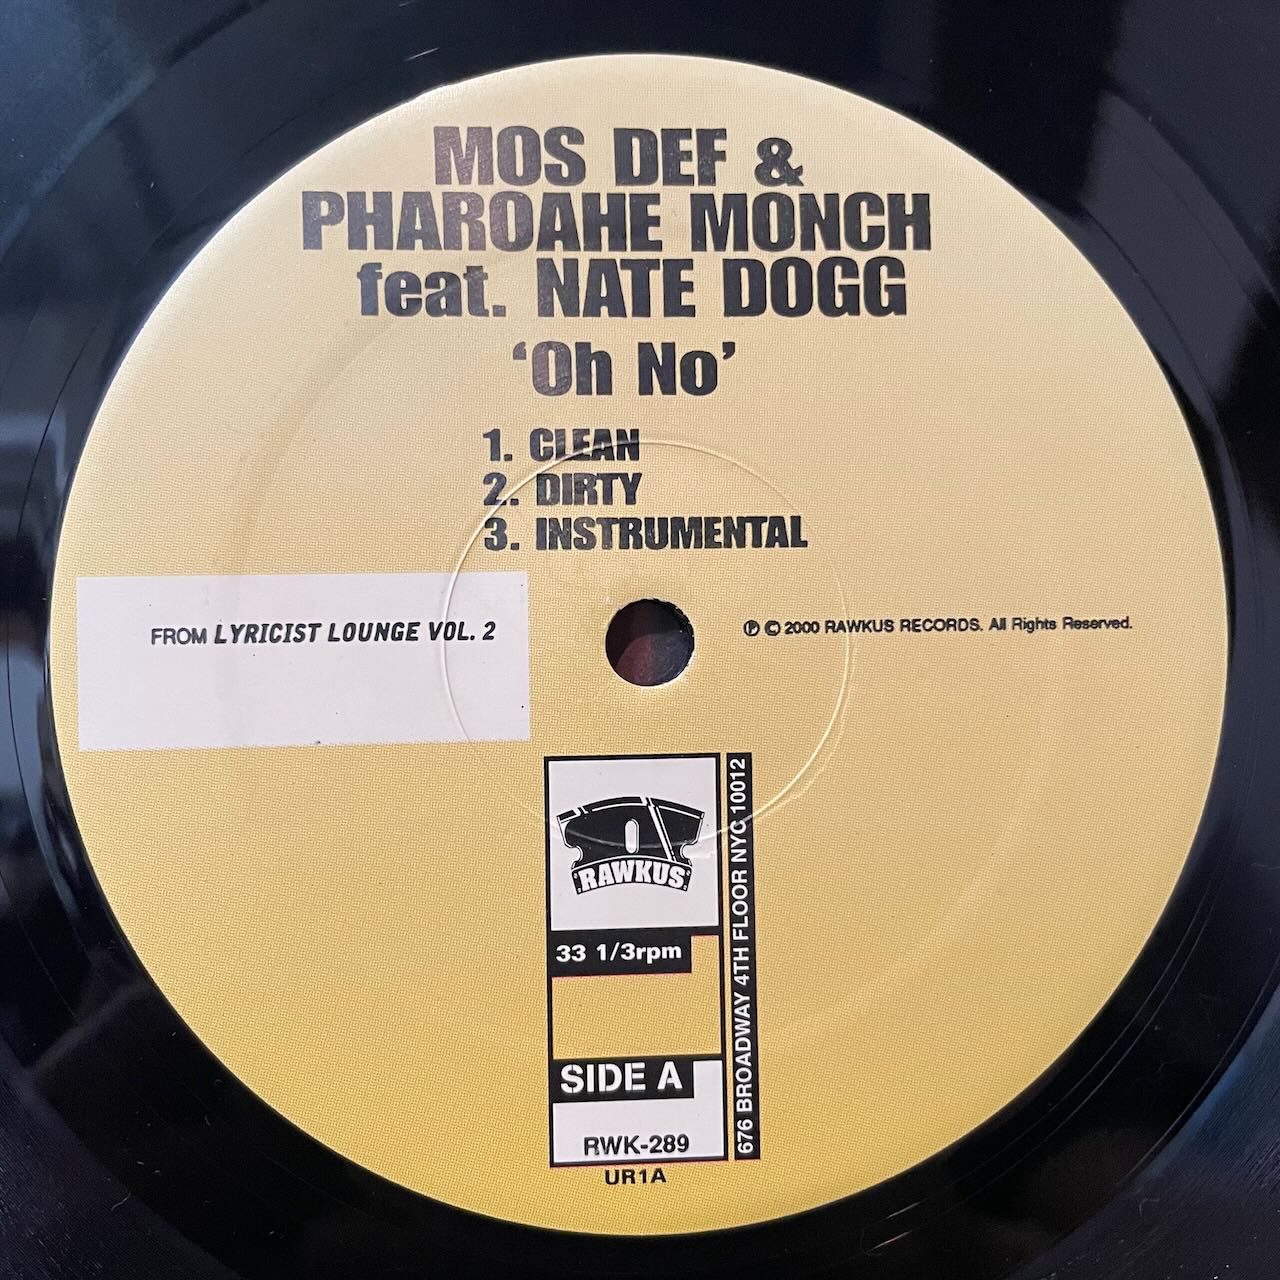 MOS DEF &
PHAROAHE MONCH
feat. NATE DOGG
‘Oh No’
1. CLEAN
2. DIRTY
3. INSTRUMENTAL
FROM LYRICIST LOUNGE VOL. 2
℗ © 2000 RAWKUS RECORDS. All Rights Reserved.
RAWKUS
33 1/3rpm
SIDE A
RWK-289
UR1A
676 BROADWAY 4TH FLOOR NYC 10012